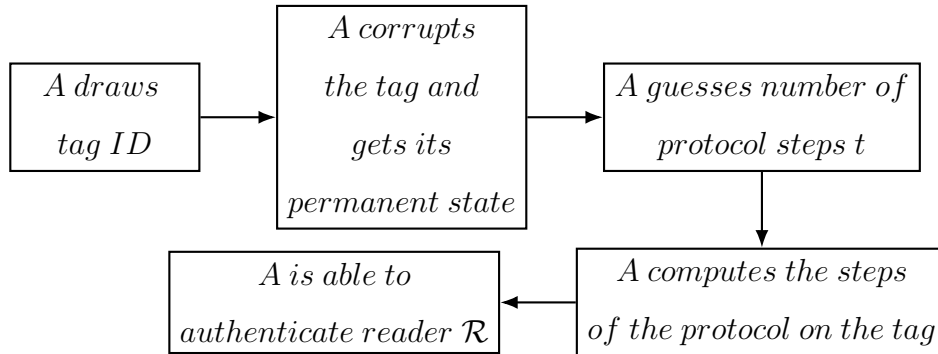 A draws
tag ID
A corrupts
the tag and
gets its
permanent state
A guesses number of
protocol steps t
A computes the steps
of the protocol on the tag
A is able to
authenticate reader ℛ